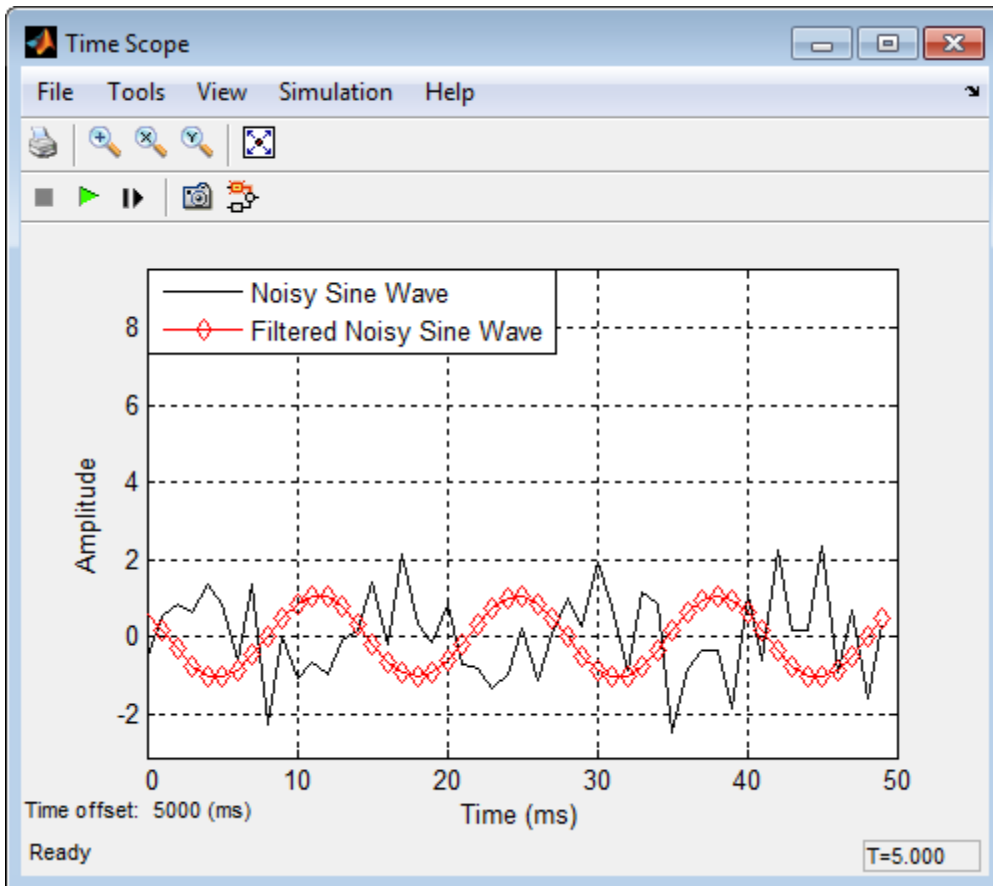 Time Scope
File Tools View Simulation Help
Noisy Sine Wave
Filtered Noisy Sine Wave
8
6
4
2
0
-2
Amplitude
0 10 20 30 40 50
Time (ms)
Time offset: 5000 (ms)
Ready
T=5.000